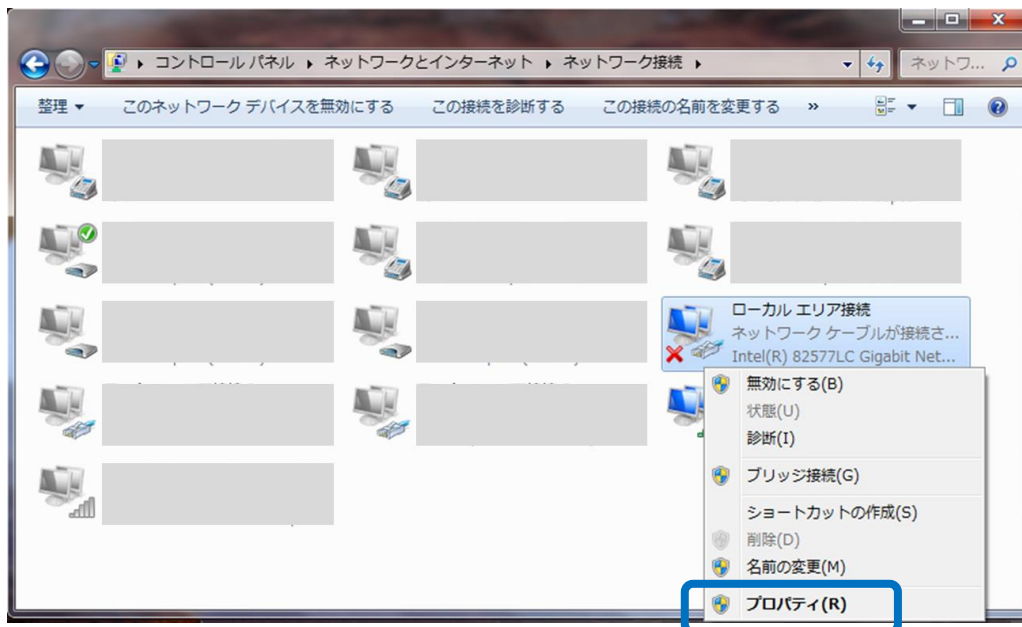 コントロール パネル ▸ ネットワークとインターネット ▸ ネットワーク接続 ▸
ネットワ...
整理 ▼ このネットワーク デバイスを無効にする この接続を診断する この接続の名前を変更する »
ローカル エリア接続
ネットワーク ケーブルが接続さ...
Intel(R) 82577LC Gigabit Net...
無効にする(B)
状態(U)
診断(I)
ブリッジ接続(G)
ショートカットの作成(S)
削除(D)
名前の変更(M)
プロパティ(R)